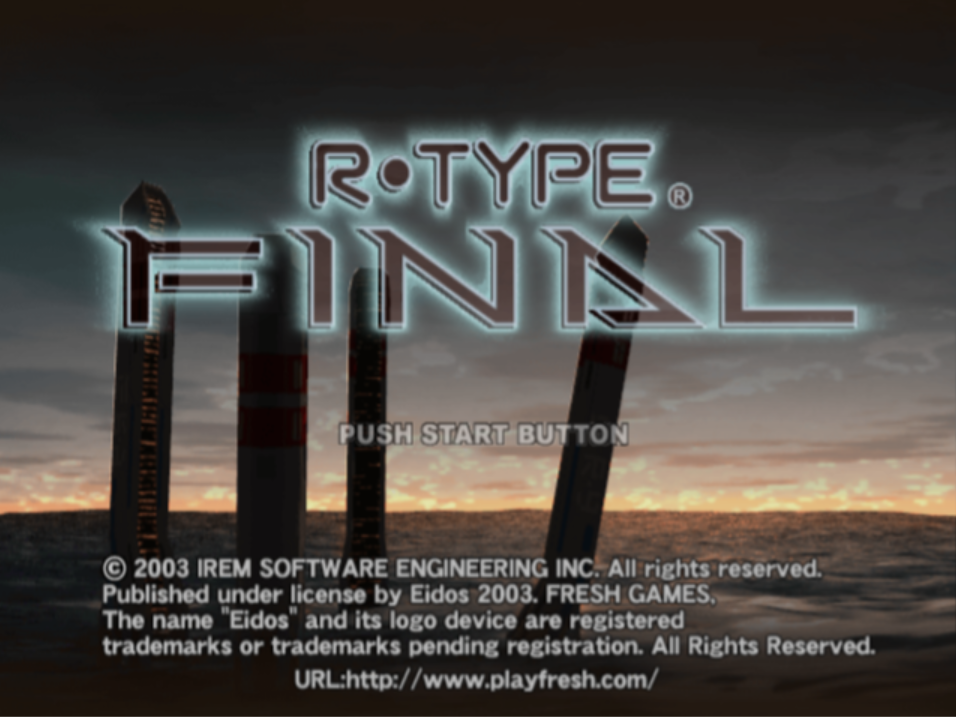 R•TYPE®
FINAL
PUSH START BUTTON
© 2003 IREM SOFTWARE ENGINEERING INC. All rights reserved.
Published under license by Eidos 2003. FRESH GAMES,
The name "Eidos" and its logo device are registered
trademarks or trademarks pending registration. All Rights Reserved.
URL:http://www.playfresh.com/